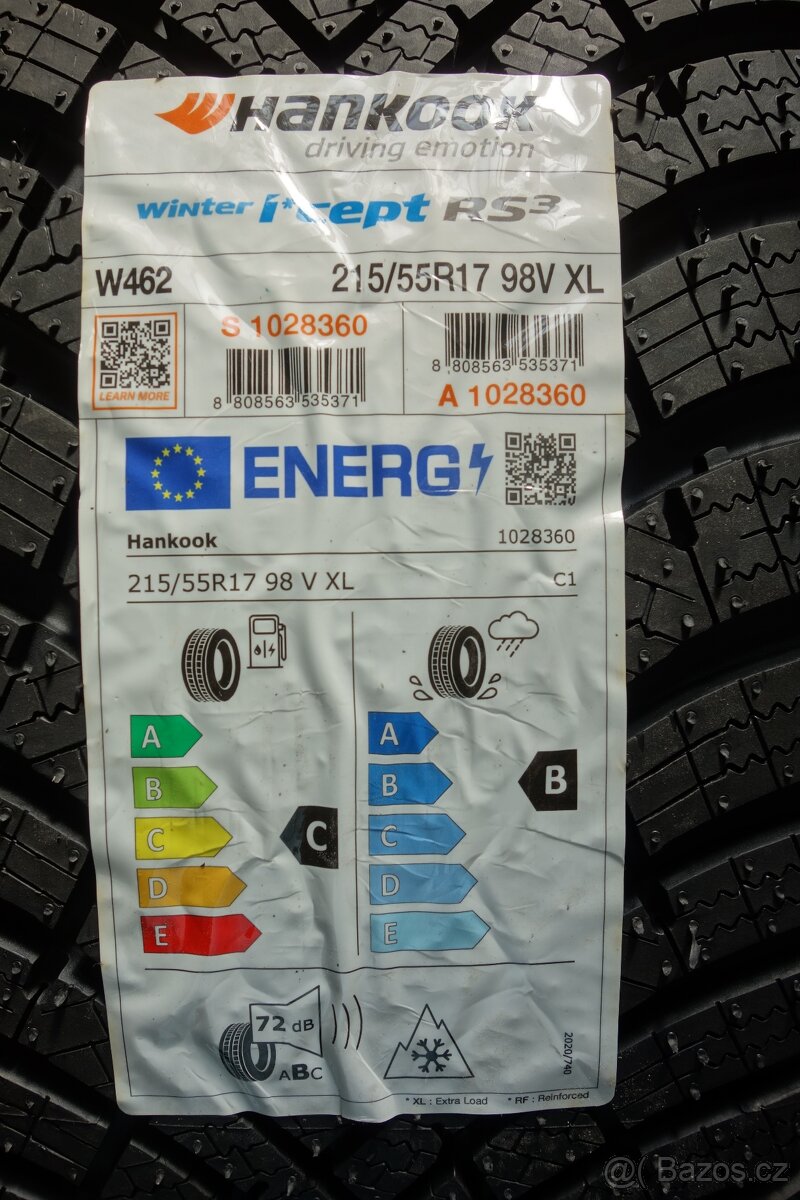 HANKOOK
driving emotion
winter i*cept RS3
W462 215/55R17 98V XL
LEARN MORE
S 1028360
8 808563 535371
8 808563 535371
A 1028360
ENERG
Hankook 1028360
215/55R17 98 V XL C1
A
B
C
D
E
C
A
B
C
D
E
B
72 dB
ABC
2020/740
* XL : Extra Load * RF : Reinforced
@( Bazos.cz